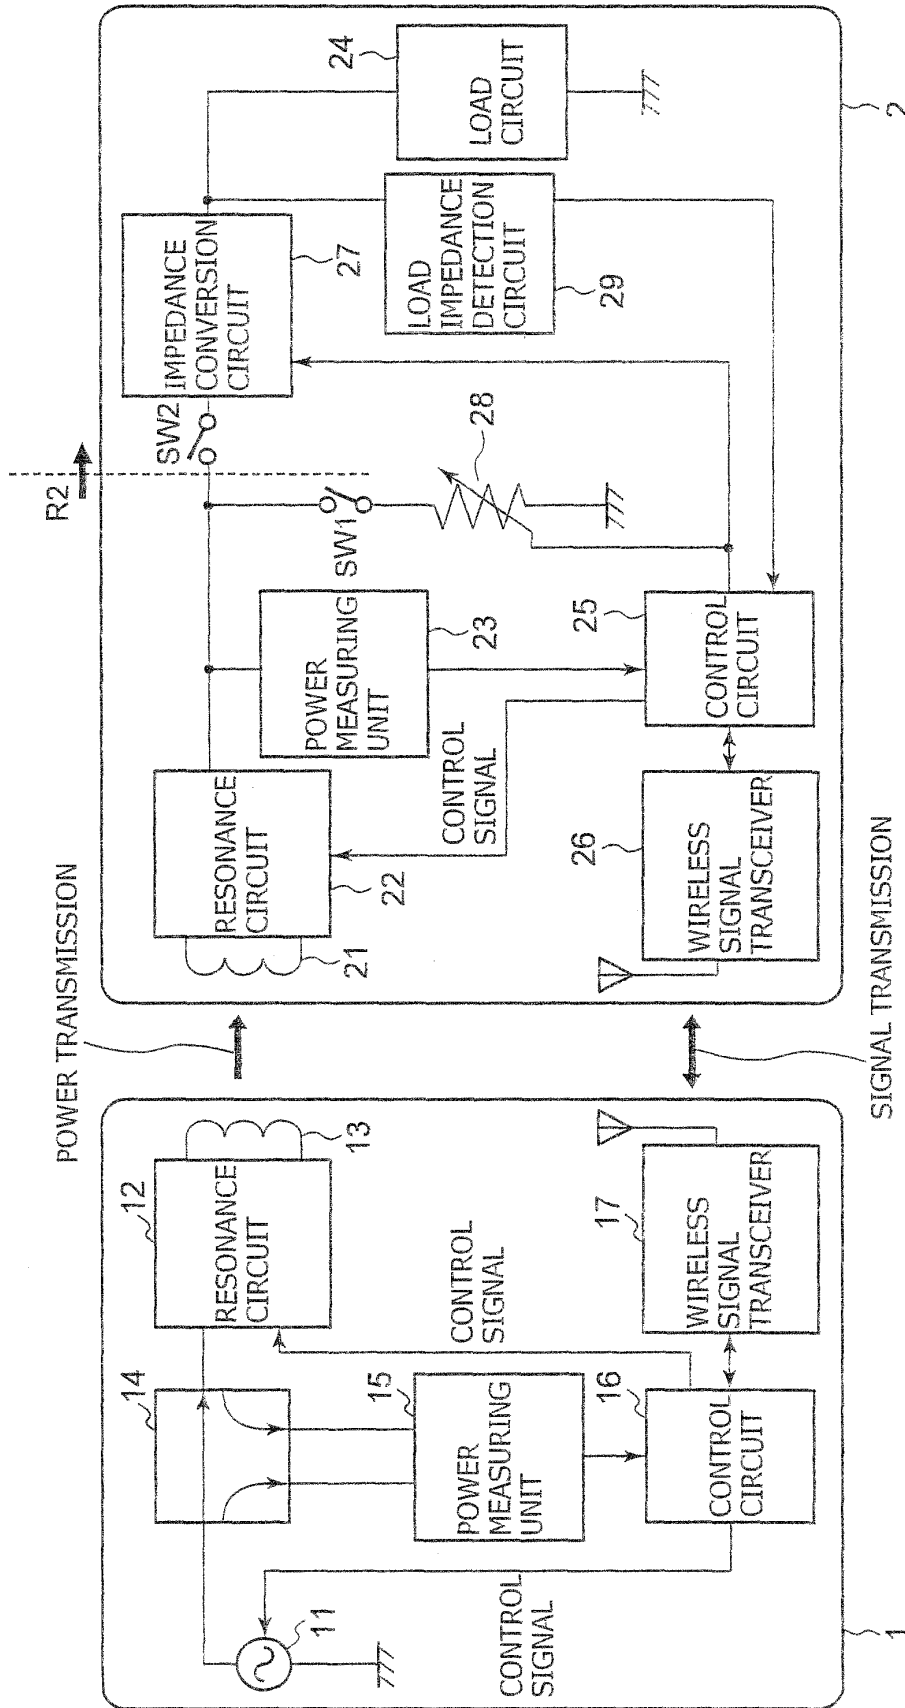 POWER TRANSMISSION
R2
14
12
RESONANCE
CIRCUIT
13
11
15
POWER
MEASURING
UNIT
CONTROL
SIGNAL
CONTROL
SIGNAL
16
CONTROL
CIRCUIT
17
WIRELESS
SIGNAL
TRANSCEIVER
1
21
RESONANCE
CIRCUIT
22
POWER
MEASURING
UNIT
23
SW1
SW2
IMPEDANCE
CONVERSION
CIRCUIT
27
24
LOAD
CIRCUIT
LOAD
IMPEDANCE
DETECTION
CIRCUIT
29
28
CONTROL
SIGNAL
26
WIRELESS
SIGNAL
TRANSCEIVER
25
CONTROL
CIRCUIT
2
SIGNAL TRANSMISSION